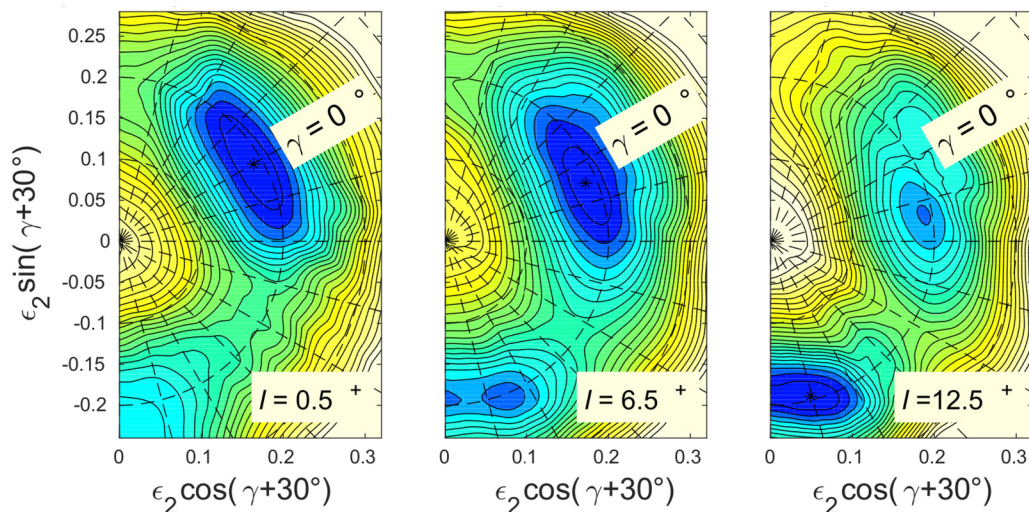 0.25
0.2
0.15
0.1
0.05
0
-0.05
-0.1
-0.15
-0.2
ϵ₂sin(γ+30°)
γ = 0 °
I = 0.5 +
0 0.1 0.2 0.3
ϵ₂cos(γ+30°)
γ = 0 °
I = 6.5 +
0 0.1 0.2 0.3
ϵ₂cos(γ+30°)
γ = 0 °
I =12.5 +
0 0.1 0.2 0.3
ϵ₂cos(γ+30°)